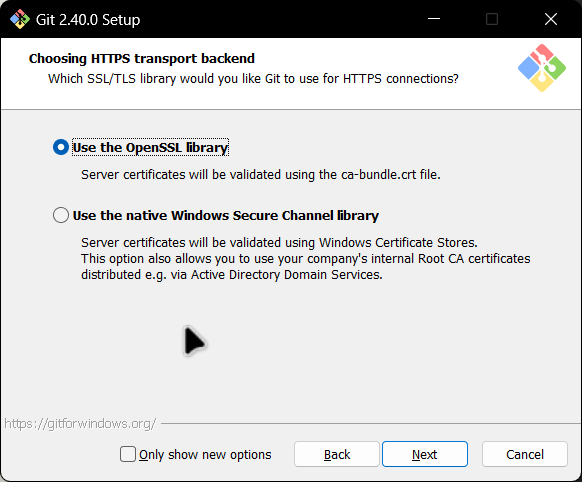 Git 2.40.0 Setup
Choosing HTTPS transport backend
Which SSL/TLS library would you like Git to use for HTTPS connections?
Use the OpenSSL library
Server certificates will be validated using the ca-bundle.crt file.
Use the native Windows Secure Channel library
Server certificates will be validated using Windows Certificate Stores.
This option also allows you to use your company's internal Root CA certificates
distributed e.g. via Active Directory Domain Services.
https://gitforwindows.org/
Only show new options
Back
Next
Cancel